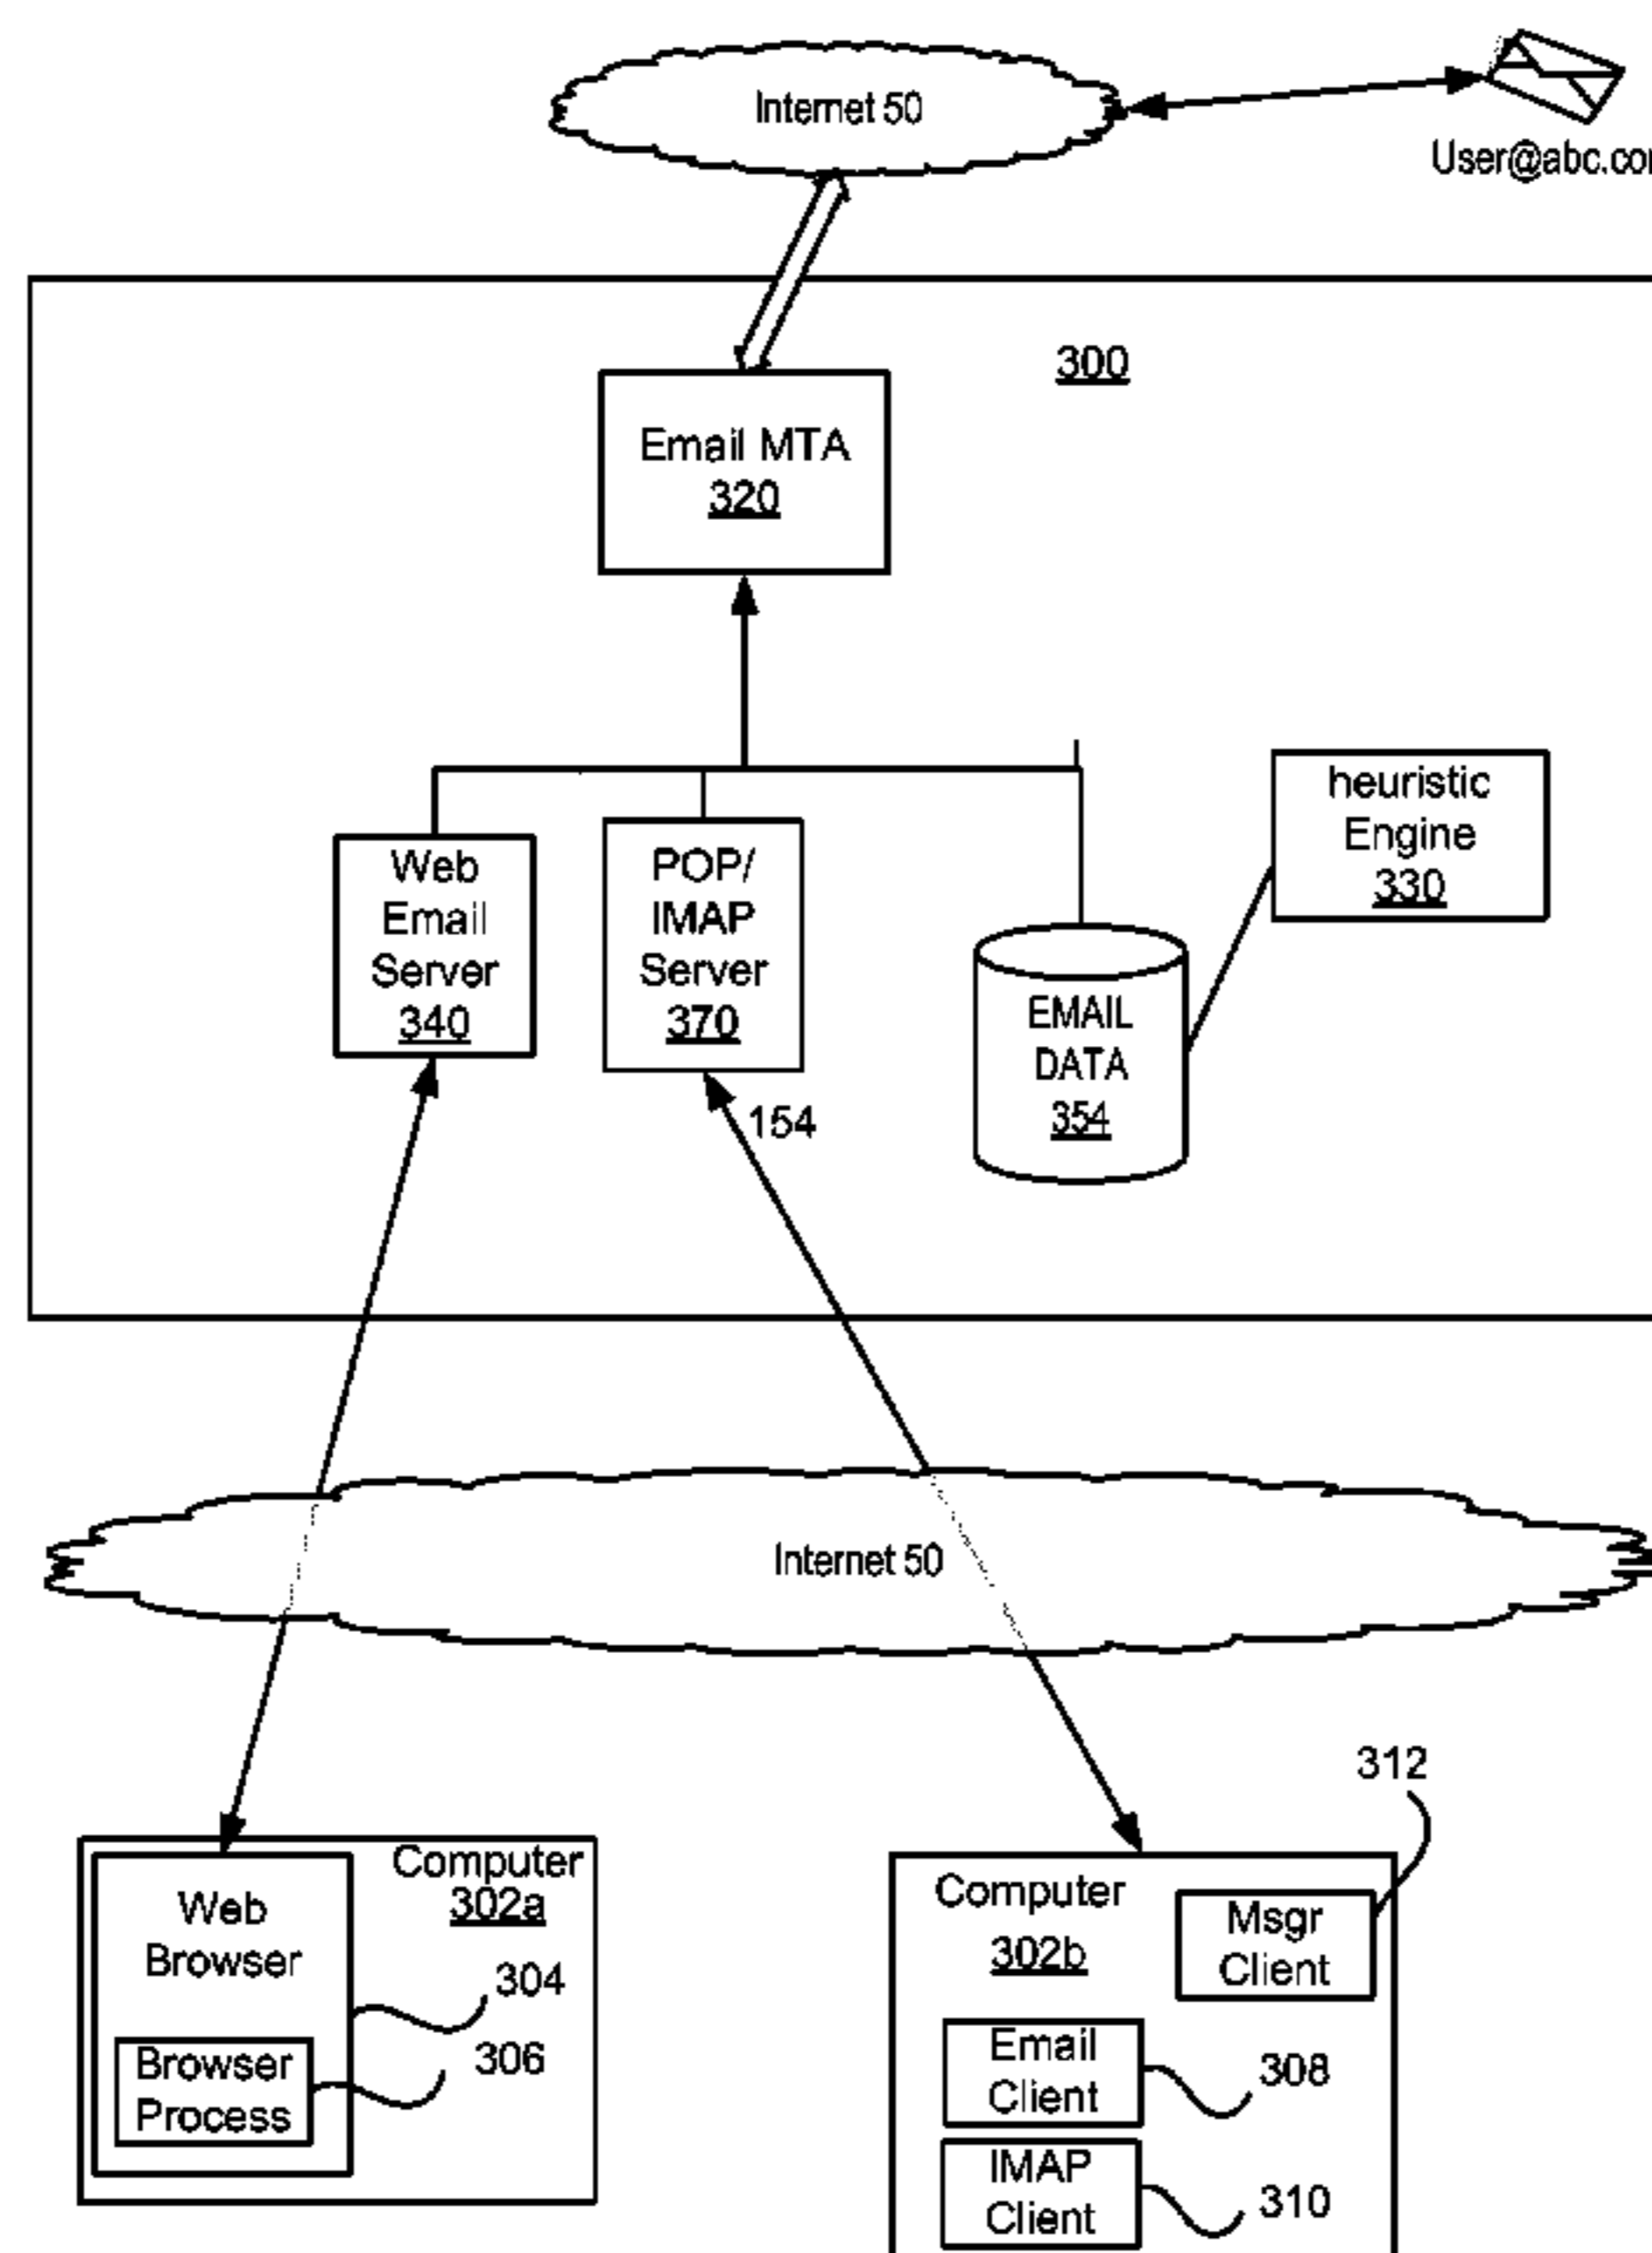 Internet 50
User@abc.com
300
Email MTA
320
heuristic
Engine
330
Web
Email
Server
340
POP/
IMAP
Server
370
EMAIL
DATA
354
154
Internet 50
312
Computer
302a
Web
Browser
304
306
Browser
Process
Computer
302b
Msgr
Client
Email
Client
308
IMAP
Client
310